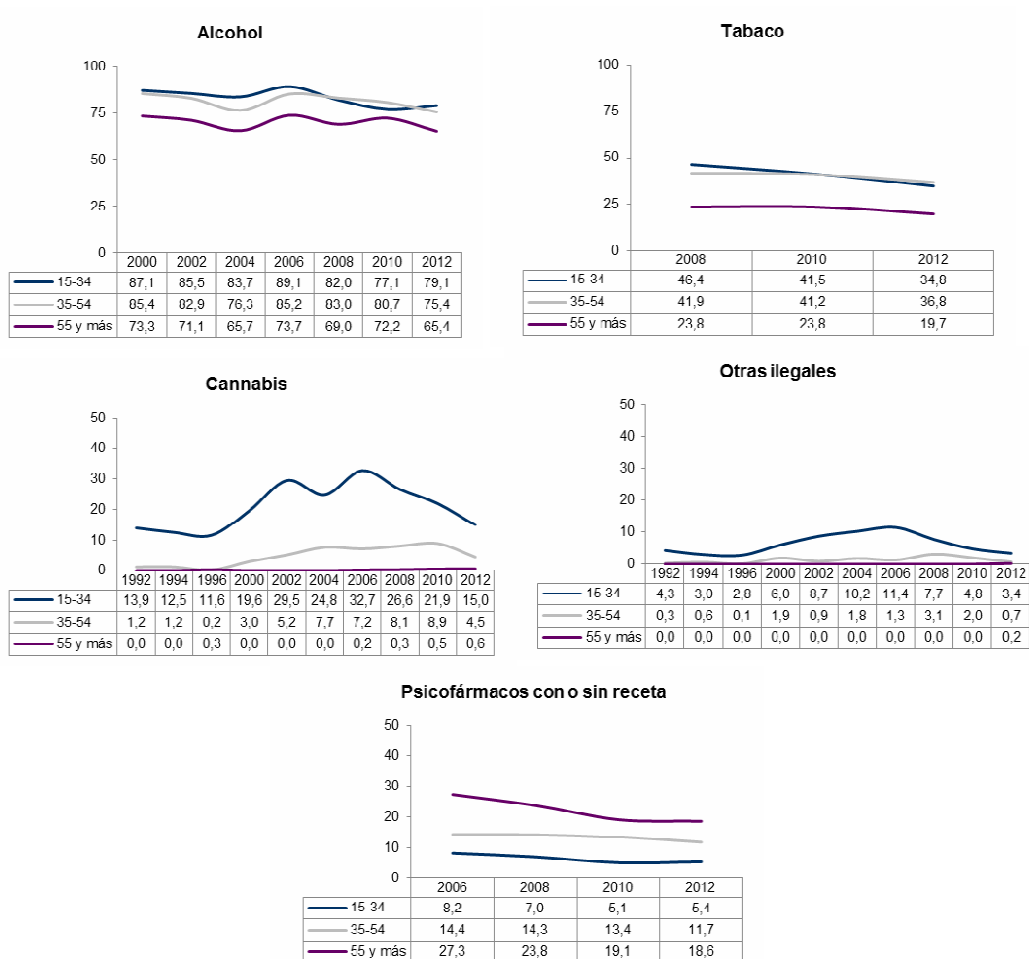 Alcohol
100
75
50
25
0
2000 2002 2004 2006 2008 2010 2012
15-34 87,1 85,5 83,7 89,1 82,0 77,1 79,1
35-54 85,4 82,9 76,3 85,2 83,0 80,7 75,4
55 y más 73,3 71,1 65,7 73,7 69,0 72,2 65,4
Tabaco
100
75
50
25
0
2008 2010 2012
15-34 46,4 41,5 34,8
35-54 41,9 41,2 36,8
55 y más 23,8 23,8 19,7
Cannabis
50
40
30
20
10
0
1992 1994 1996 2000 2002 2004 2006 2008 2010 2012
15-34 13,9 12,5 11,6 19,6 29,5 24,8 32,7 26,6 21,9 15,0
35-54 1,2 1,2 0,2 3,0 5,2 7,7 7,2 8,1 8,9 4,5
55 y más 0,0 0,0 0,3 0,0 0,0 0,0 0,2 0,3 0,5 0,6
Otras ilegales
50
40
30
20
10
0
1992 1994 1996 2000 2002 2004 2006 2008 2010 2012
15-34 4,3 3,0 2,8 6,0 8,7 10,2 11,4 7,7 4,8 3,4
35-54 0,3 0,6 0,1 1,9 0,9 1,8 1,3 3,1 2,0 0,7
55 y más 0,0 0,0 0,0 0,0 0,0 0,0 0,0 0,0 0,0 0,2
Psicofármacos con o sin receta
50
40
30
20
10
0
2006 2008 2010 2012
15-34 8,2 7,0 5,1 5,4
35-54 14,4 14,3 13,4 11,7
55 y más 27,3 23,8 19,1 18,6